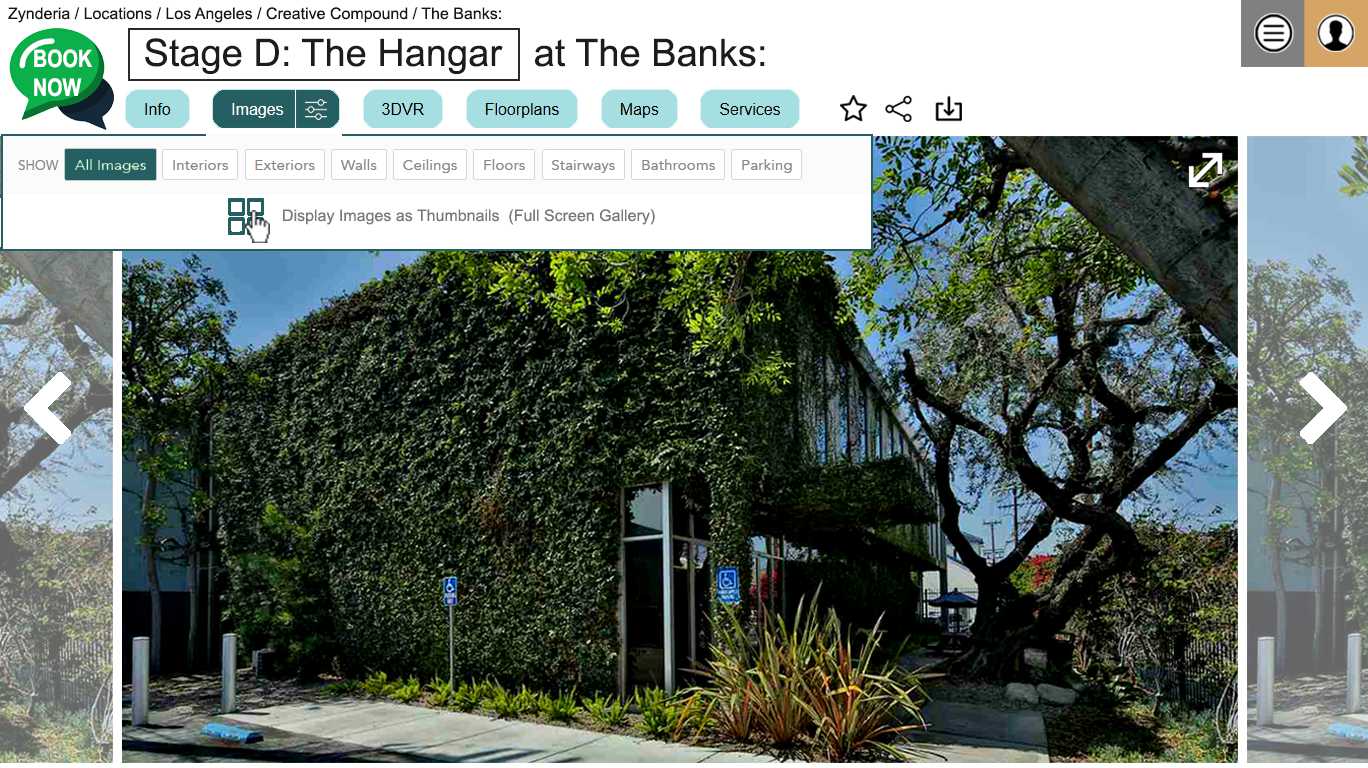 Zynderia / Locations / Los Angeles / Creative Compound / The Banks:
BOOK
NOW
Stage D: The Hangar at The Banks:
Info Images 3DVR Floorplans Maps Services
SHOW All Images Interiors Exteriors Walls Ceilings Floors Stairways Bathrooms Parking
Display Images as Thumbnails (Full Screen Gallery)